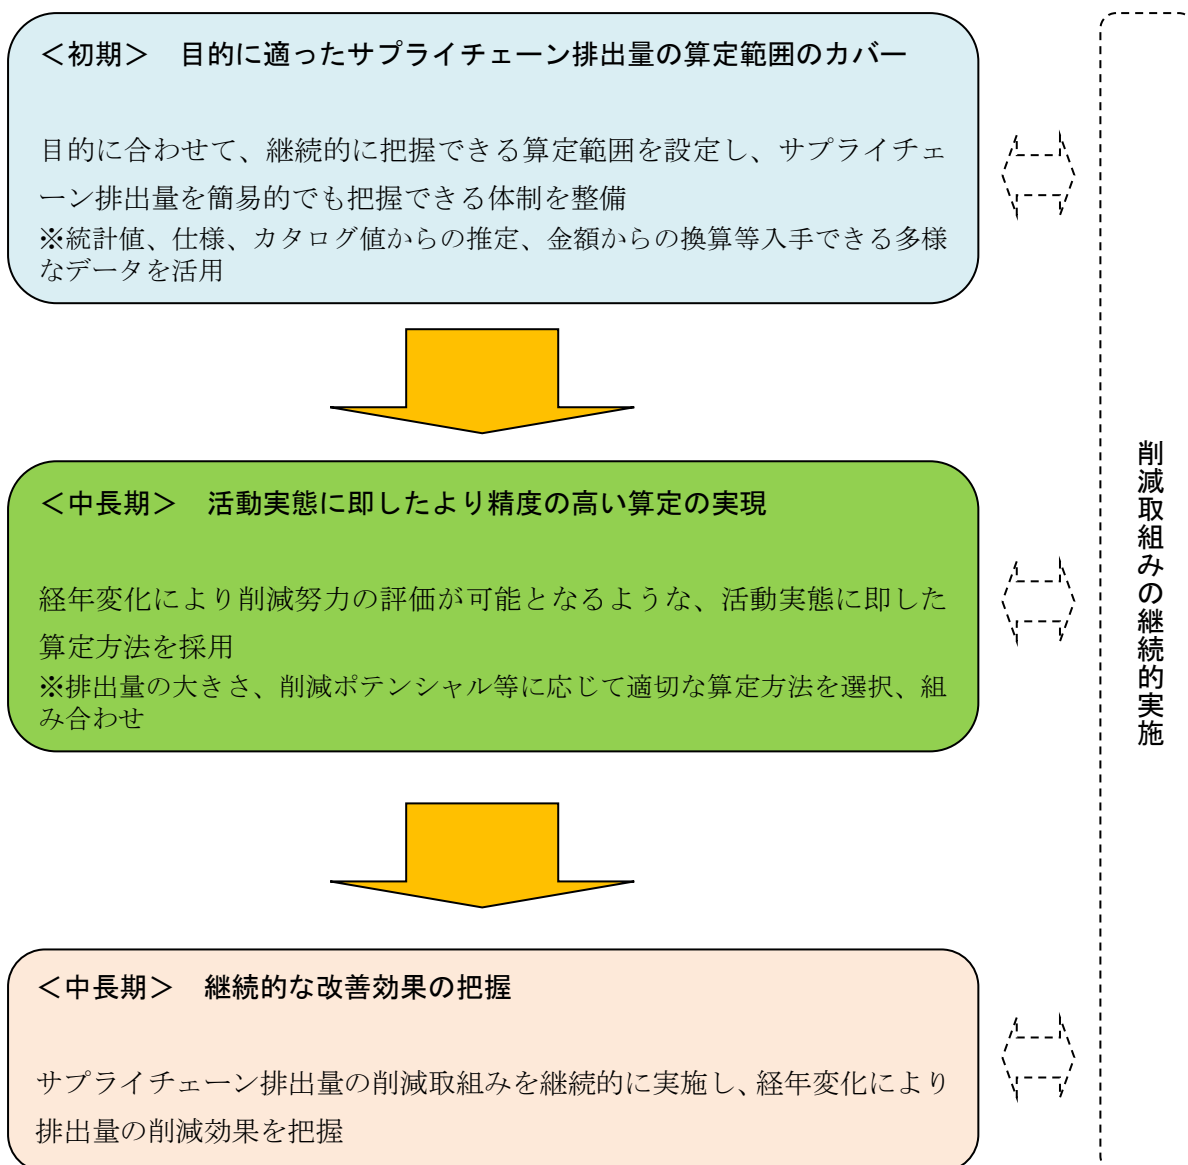 ＜初期＞　目的に適ったサプライチェーン排出量の算定範囲のカバー
目的に合わせて、継続的に把握できる算定範囲を設定し、サプライチェ
ーン排出量を簡易的でも把握できる体制を整備
※統計値、仕様、カタログ値からの推定、金額からの換算等入手できる多様
なデータを活用
＜中長期＞　活動実態に即したより精度の高い算定の実現
経年変化により削減努力の評価が可能となるような、活動実態に即した
算定方法を採用
※排出量の大きさ、削減ポテンシャル等に応じて適切な算定方法を選択、組
み合わせ
＜中長期＞　継続的な改善効果の把握
サプライチェーン排出量の削減取組みを継続的に実施し、経年変化により
排出量の削減効果を把握
削減取組みの継続的実施